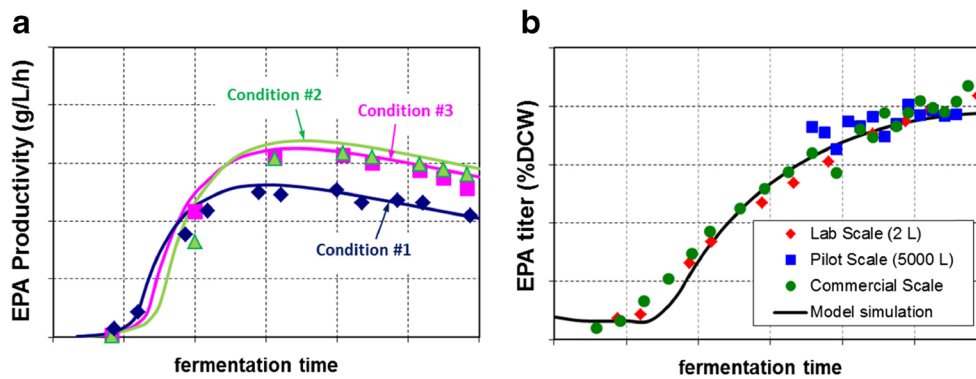 a
EPA Productivity (g/L/h)
Condition #2
Condition #3
Condition #1
fermentation time
b
EPA titer (%DCW)
Lab Scale (2 L)
Pilot Scale (5000 L)
Commercial Scale
Model simulation
fermentation time